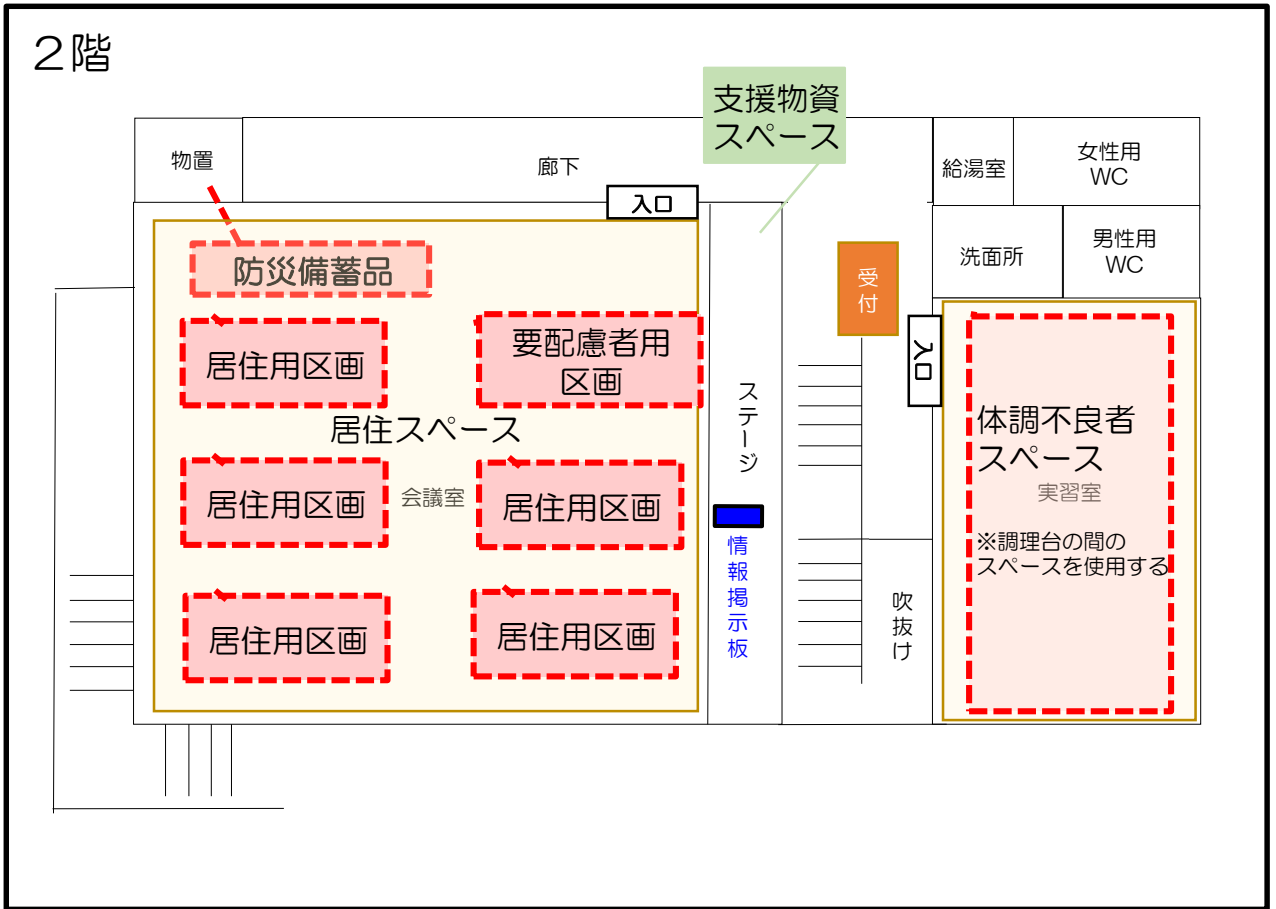 ２階
支援物資
スペース
物置
廊下
給湯室
女性用
WC
入口
防災備蓄品
受
付
洗面所
男性用
WC
居住用区画
要配慮者用
区画
入口
居住スペース
ステージ
体調不良者
スペース
実習室
居住用区画
会議室
居住用区画
※調理台の間の
スペースを使用する
情報掲示板
吹抜け
居住用区画
居住用区画